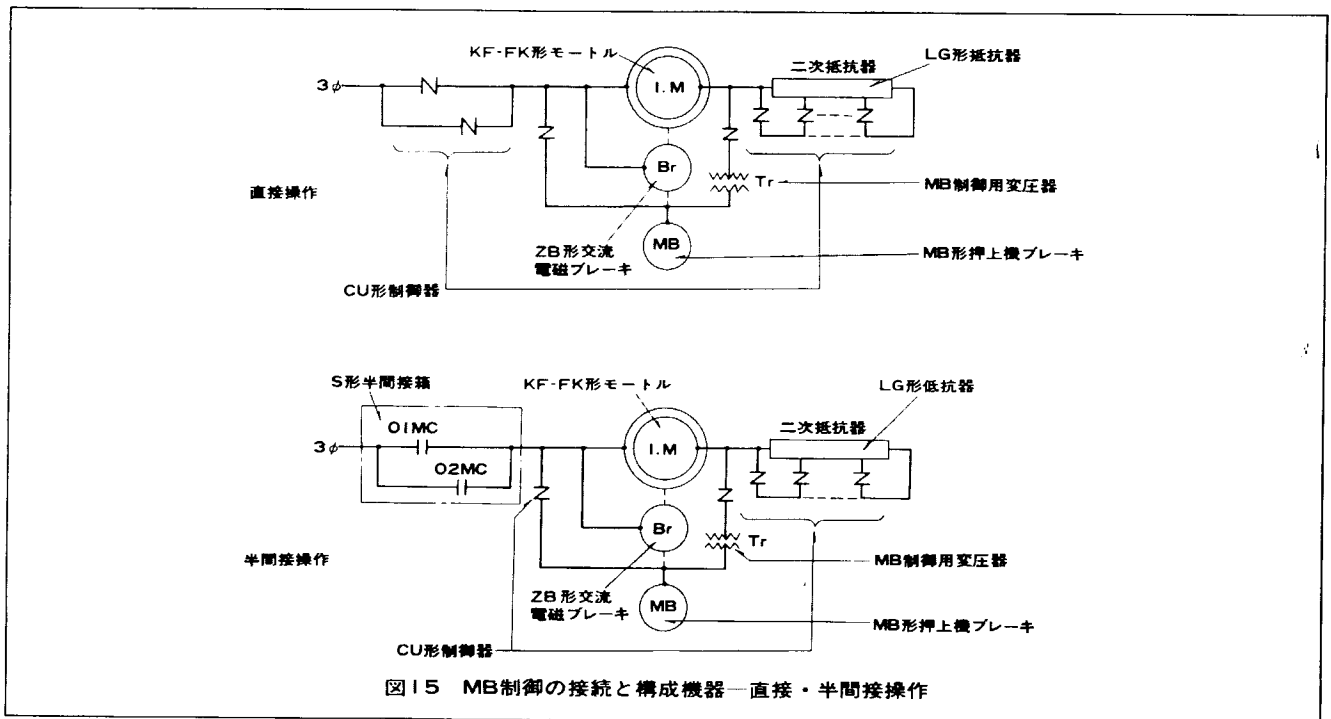 KF-FK形モートル
二次抵抗器
LG形抵抗器
3φ
I.M
直接操作
Br
Tr
MB制御用変圧器
ZB形交流
電磁ブレーキ
MB
MB形押上機ブレーキ
CU形制御器
S形半間接箱
KF-FK形モートル
LG形低抗器
二次抵抗器
01MC
3φ
I.M
02MC
半間接操作
Br
Tr
MB制御用変圧器
ZB形交流
電磁ブレーキ
MB
MB形押上機ブレーキ
CU形制御器
図15 MB制御の接続と構成機器―直接・半間接操作